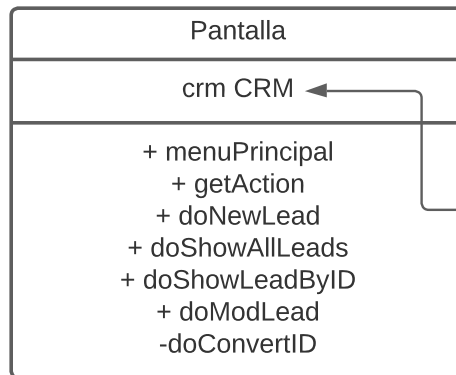 Pantalla
crm CRM
+ menuPrincipal
+ getAction
+ doNewLead
+ doShowAllLeads
+ doShowLeadByID
+ doModLead
-doConvertID